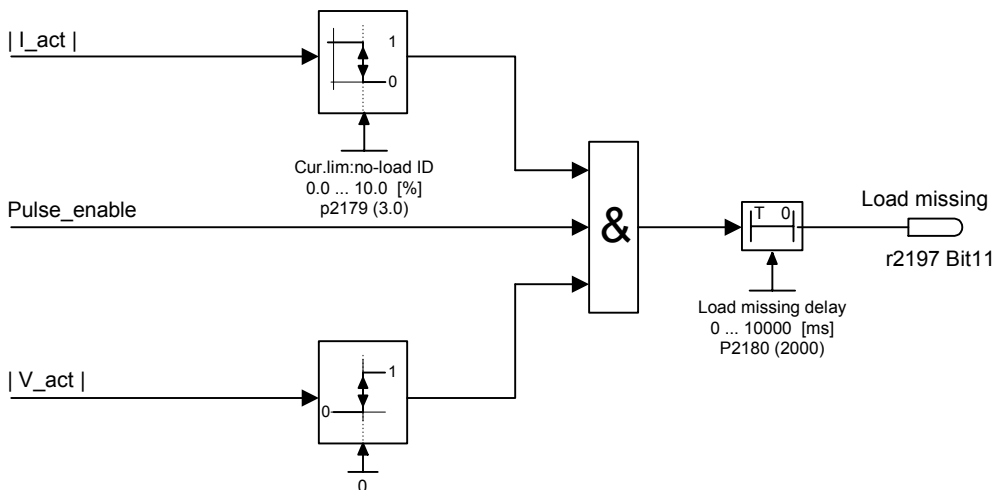 | I_act |
1
0
Cur.lim:no-load ID
0.0 ... 10.0 [%]
p2179 (3.0)
Pulse_enable
&
T 0
Load missing
r2197 Bit11
Load missing delay
0 ... 10000 [ms]
P2180 (2000)
| V_act |
1
0
0